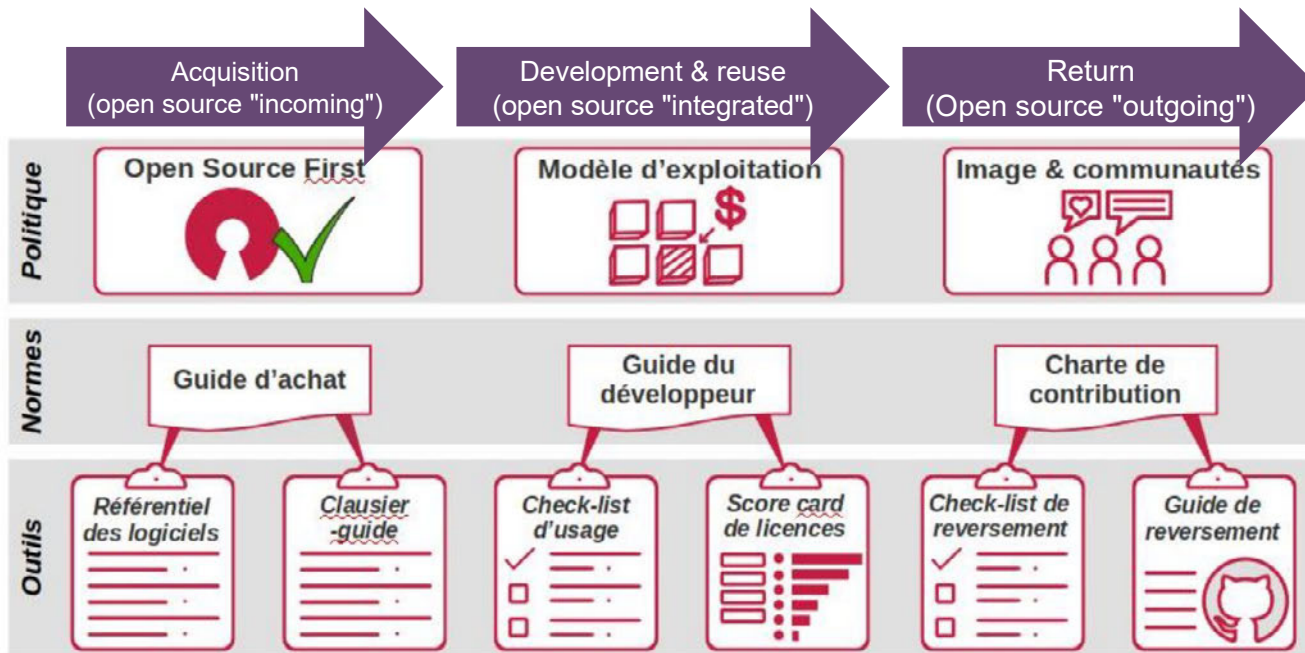 Acquisition
(open source "incoming")
Development & reuse
(open source "integrated")
Return
(Open source "outgoing")
Politique
Open Source First
Modèle d'exploitation
$
Image & communautés
Normes
Guide d'achat
Guide du
développeur
Charte de
contribution
Outils
Référentiel
des logiciels
Clausier
-guide
Check-list
d'usage
Score card
de licences
Check-list de
reversement
Guide de
reversement